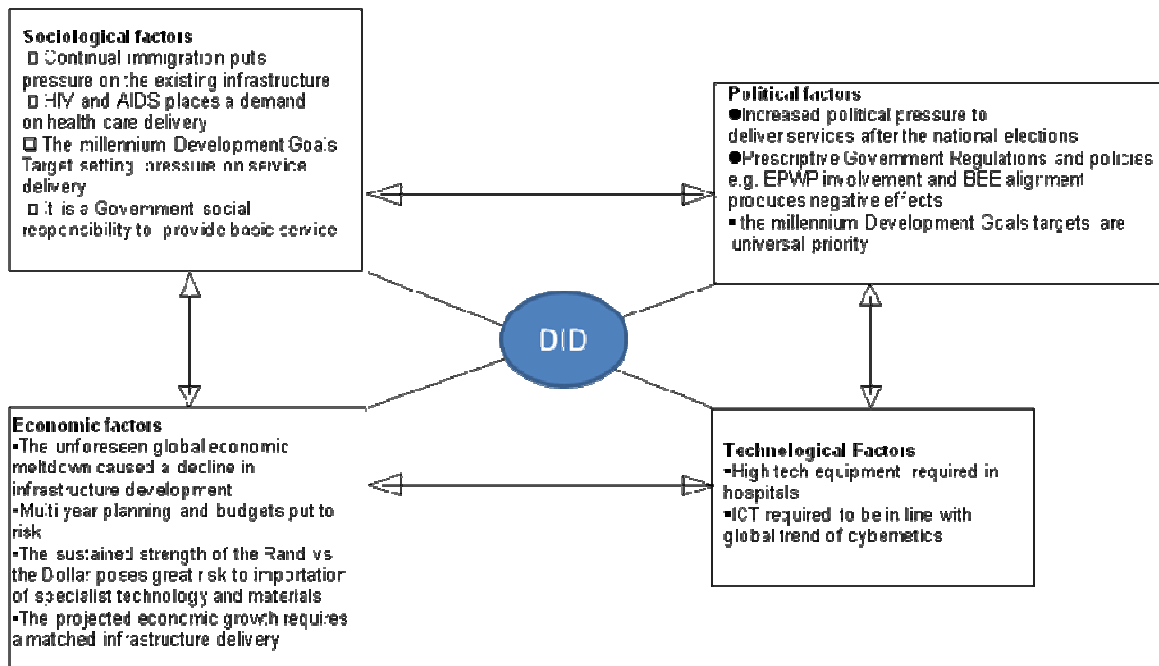 Sociological factors
□ Continual immigration puts
pressure on the existing infrastructure
□ HIV and AIDS places a demand
on health care delivery
□ The millennium Development Goals
Target setting pressure on service
delivery
□ It is a Government social
responsibility to provide basic service
Political factors
●Increased political pressure to
deliver services after the national elections
●Prescriptive Government Regulations and policies
e.g. EPWP involvement and BEE alignment
produces negative effects
▪the millennium Development Goals targets are
universal priority
DID
Economic factors
▪The unforeseen global economic
meltdown caused a decline in
infrastructure development
▪Multi year planning and budgets put to
risk
▪The sustained strength of the Rand vs
the Dollar poses great risk to importation
of specialist technology and materials
▪The projected economic growth requires
a matched infrastructure delivery
Technological Factors
▪High tech equipment required in
hospitals
▪ICT required to be in line with
global trend of cybernetics